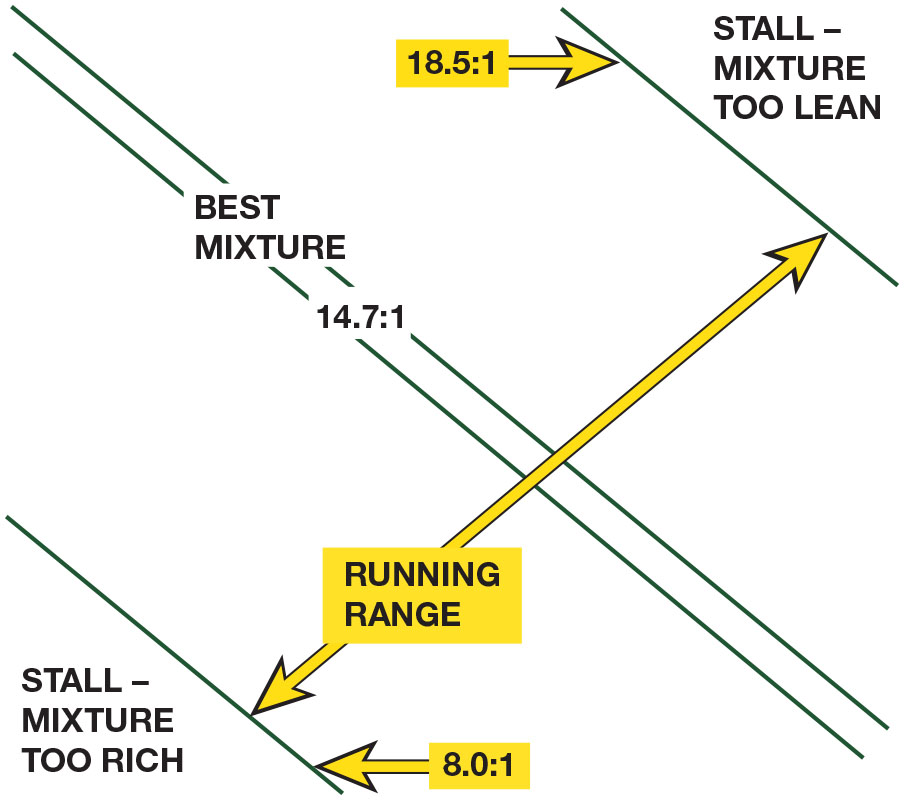 STALL –
MIXTURE
TOO LEAN
18.5:1
BEST
MIXTURE
14.7:1
RUNNING
RANGE
STALL –
MIXTURE
TOO RICH
8.0:1